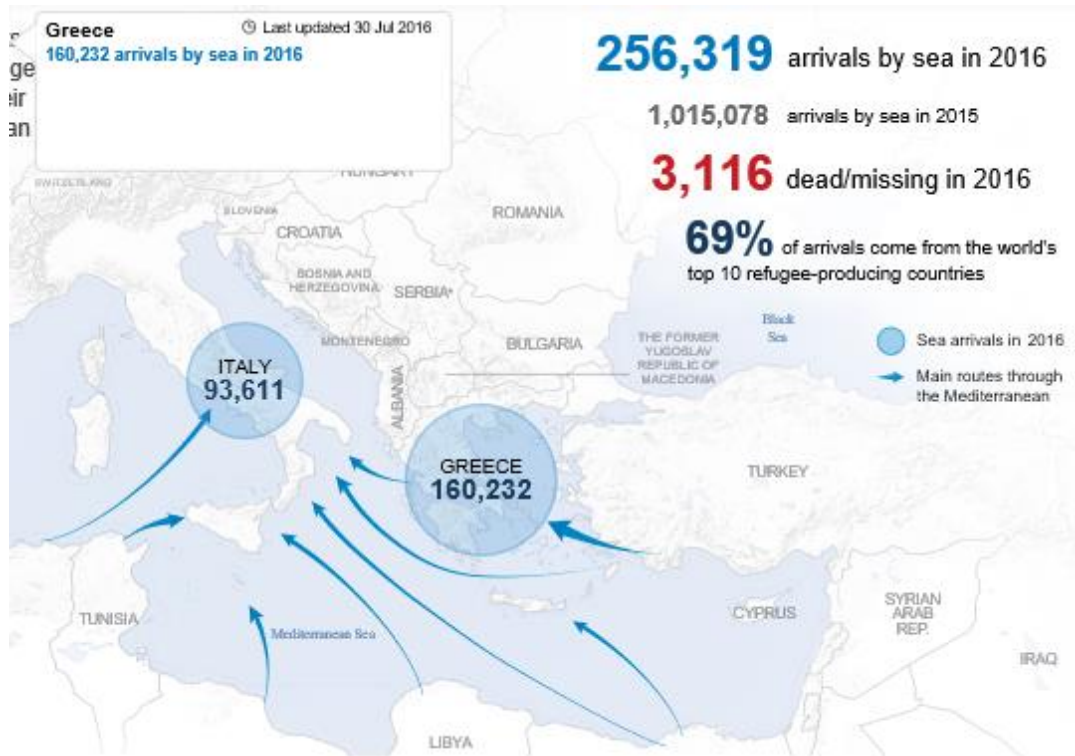 Greece
Last updated 30 Jul 2016
160,232 arrivals by sea in 2016
ge
eir
an
256,319 arrivals by sea in 2016
1,015,078 arrivals by sea in 2015
3,116 dead/missing in 2016
69% of arrivals come from the world's
top 10 refugee-producing countries
SWITZERLAND
HUNGARY
SLOVENIA
ROMANIA
CROATIA
BOSNIA AND
HERZEGOVINA
SERBIA*
Black
Sea
MONTENEGRO
BULGARIA
THE FORMER
YUGOSLAV
REPUBLIC OF
MACEDONIA
Sea arrivals in 2016
Main routes through
the Mediterranean
ITALY
93,611
ALBANIA
GREECE
160,232
TURKEY
TUNISIA
Mediterranean Sea
CYPRUS
SYRIAN
ARAB
REP.
IRAQ
LIBYA